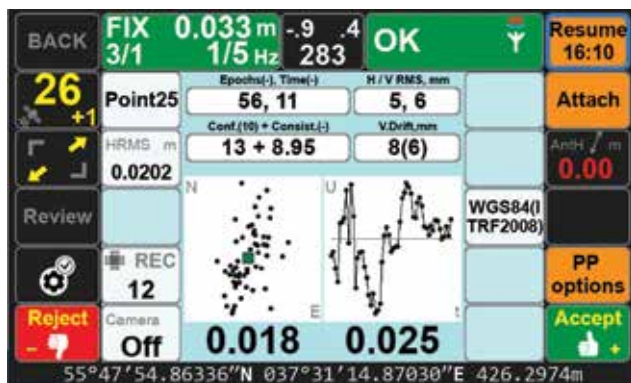 BACK
FIX 0.033 m
3/1 1/5 Hz
-.9 .4
283
OK
Resume
16:10
26
+1
Point25
Epochs(-), Time(-)
56, 11
H / V RMS, mm
5, 6
Attach
HRMS m
0.0202
Conf.(10) + Consist.(-)
13 + 8.95
V.Drift,mm
8(6)
AntH m
0.00
Review
N
E
U
t
WGS84(I
TRF2008)
REC
12
PP
options
Reject
-
Camera
Off
0.018
0.025
Accept
+
55°47'54.86336"N 037°31'14.87030"E 426.2974m